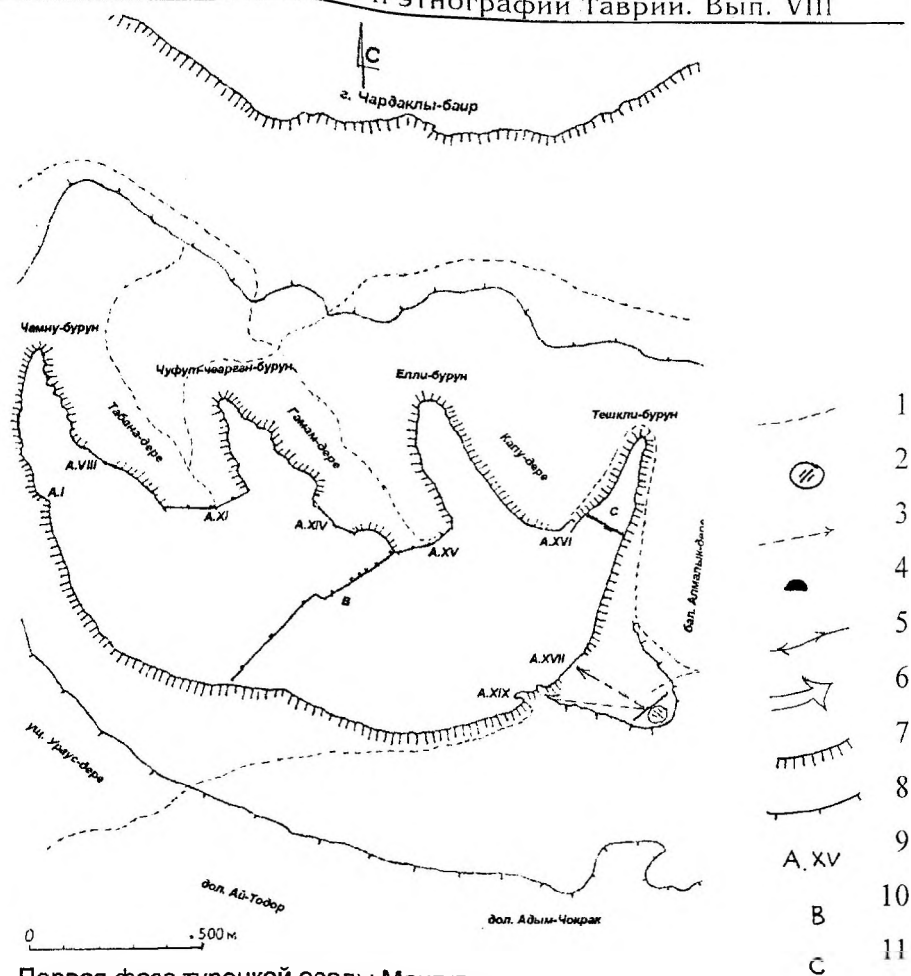 и этнографии Таврии. Вып. VIII
С
г. Чардаклы-баир
Чамну-бурун
Чуфут-чеарган-бурун
Елли-бурун
Тешкли-бурун
Табана-дере
Гамам-дере
Капу-дере
А.VIII
А.I
А.XI
А.XIV
А.XV
А.XVI
С
В
бал. Алмалык-дере
А.XVII
А.XIX
ущ. Ураус-дере
дол. Ай-Тодор
дол. Адым-Чокрак
0 500 м
1
2
3
4
5
6
7
8
А.XV 9
В 10
С 11
Первая фаза турецкой осады